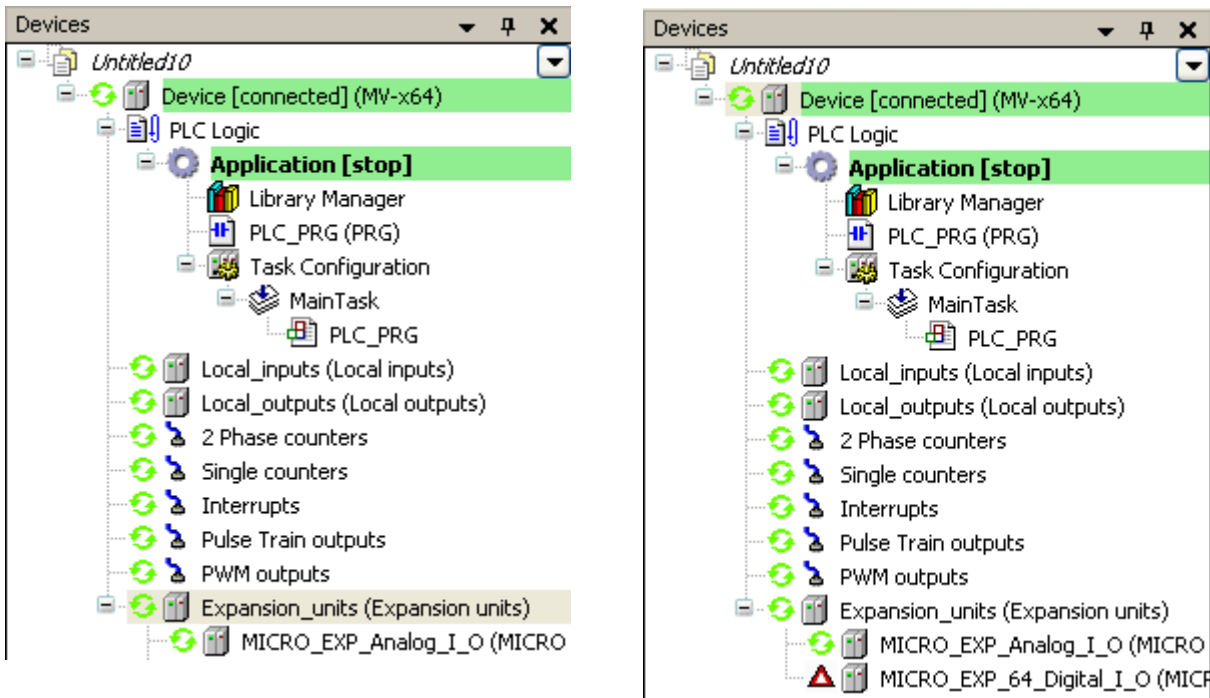 Devices
Untitled10
Device [connected] (MV-x64)
PLC Logic
Application [stop]
Library Manager
PLC_PRG (PRG)
Task Configuration
MainTask
PLC_PRG
Local_inputs (Local inputs)
Local_outputs (Local outputs)
2 Phase counters
Single counters
Interrupts
Pulse Train outputs
PWM outputs
Expansion_units (Expansion units)
MICRO_EXP_Analog_I_O (MICRO
Devices
Untitled10
Device [connected] (MV-x64)
PLC Logic
Application [stop]
Library Manager
PLC_PRG (PRG)
Task Configuration
MainTask
PLC_PRG
Local_inputs (Local inputs)
Local_outputs (Local outputs)
2 Phase counters
Single counters
Interrupts
Pulse Train outputs
PWM outputs
Expansion_units (Expansion units)
MICRO_EXP_Analog_I_O (MICRO
MICRO_EXP_64_Digital_I_O (MICR